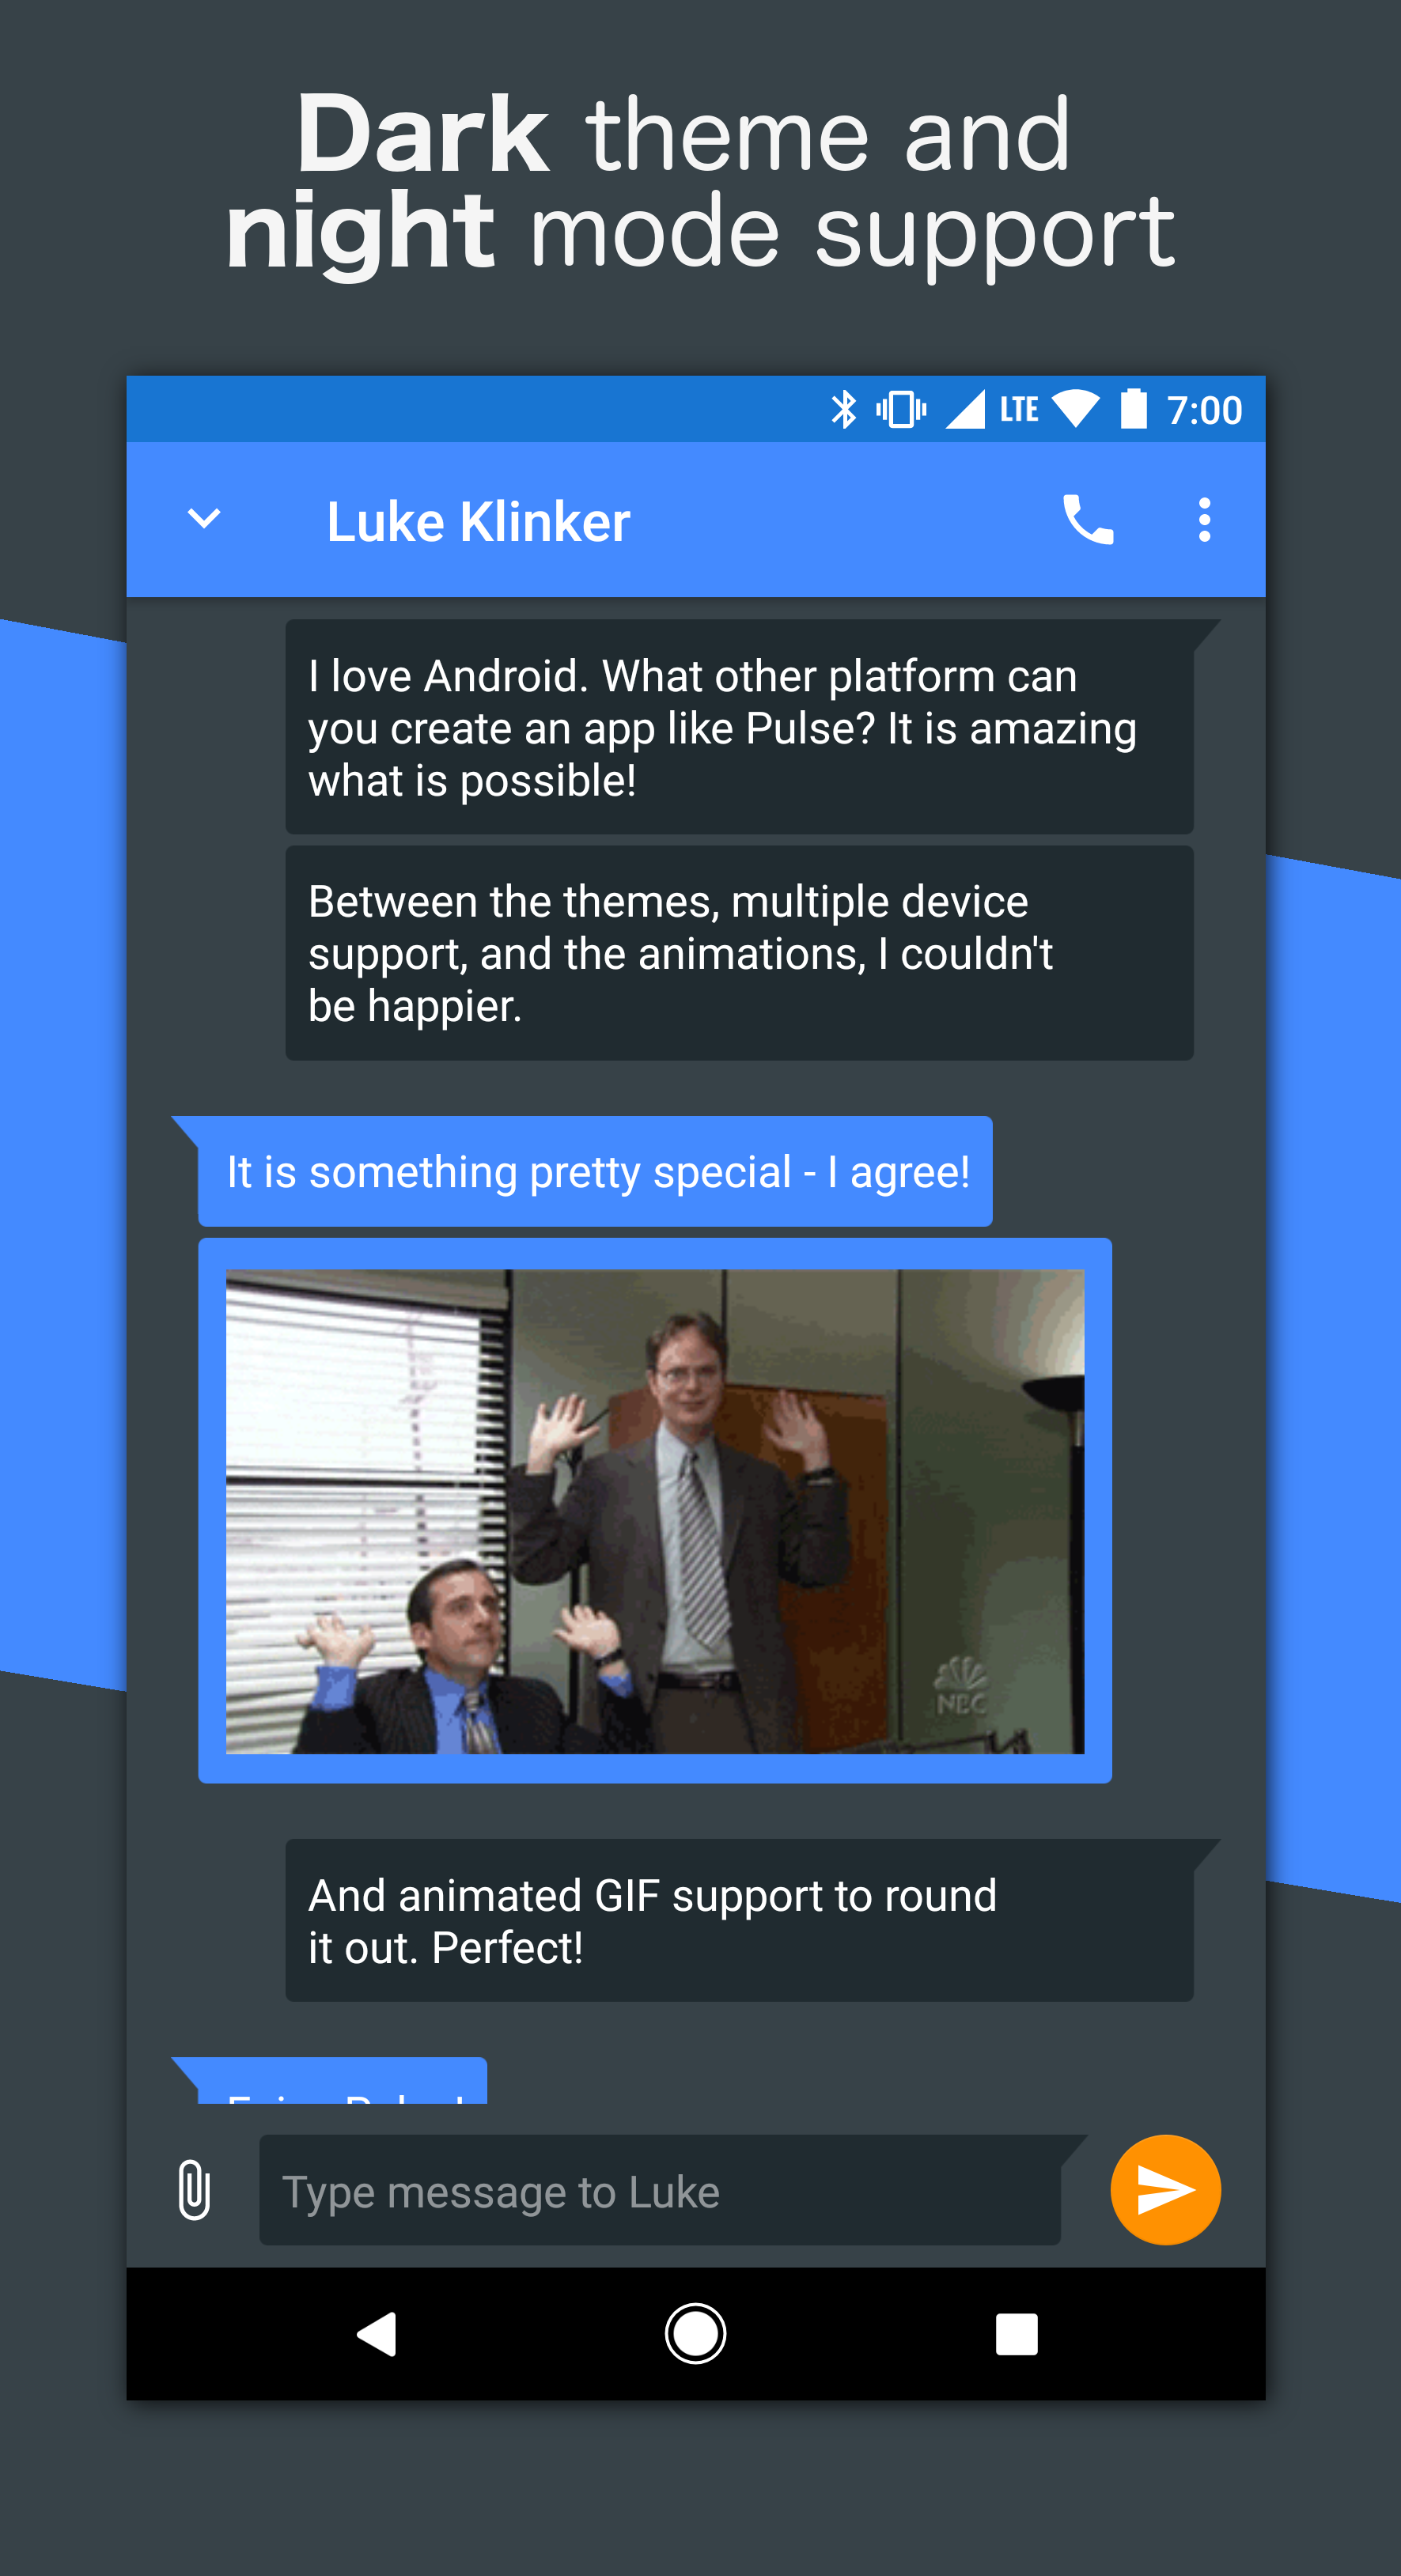 Dark theme and
night mode support
LTE 7:00
Luke Klinker
I love Android. What other platform can
you create an app like Pulse? It is amazing
what is possible!
Between the themes, multiple device
support, and the animations, I couldn't
be happier.
It is something pretty special - I agree!
NBC
And animated GIF support to round
it out. Perfect!
Type message to Luke